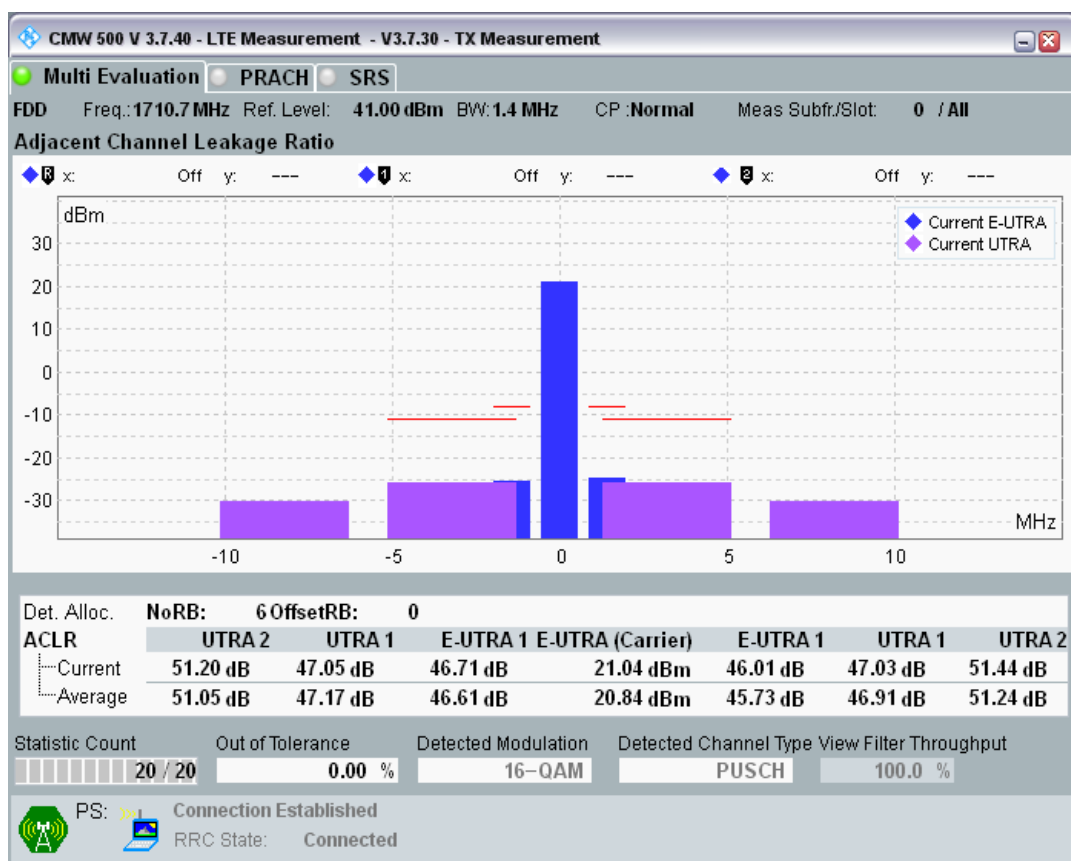 CMW 500 V 3.7.40 - LTE Measurement - V3.7.30 - TX Measurement
Multi Evaluation PRACH SRS
FDD Freq.: 1710.7 MHz Ref. Level: 41.00 dBm BW: 1.4 MHz CP :Normal Meas Subfr./Slot: 0 / All
Adjacent Channel Leakage Ratio
R x: Off y: --- 1 x: Off y: --- 2 x: Off y: ---
dBm
Current E-UTRA
Current UTRA
30
20
10
0
-10
-20
-30
MHz
-10 -5 0 5 10
Det. Alloc. NoRB: 6 OffsetRB: 0
ACLR UTRA 2 UTRA 1 E-UTRA 1 E-UTRA (Carrier) E-UTRA 1 UTRA 1 UTRA 2
Current 51.20 dB 47.05 dB 46.71 dB 21.04 dBm 46.01 dB 47.03 dB 51.44 dB
Average 51.05 dB 47.17 dB 46.61 dB 20.84 dBm 45.73 dB 46.91 dB 51.24 dB
Statistic Count Out of Tolerance Detected Modulation Detected Channel Type View Filter Throughput
20 / 20 0.00 % 16-QAM PUSCH 100.0 %
PS: Connection Established
RRC State: Connected